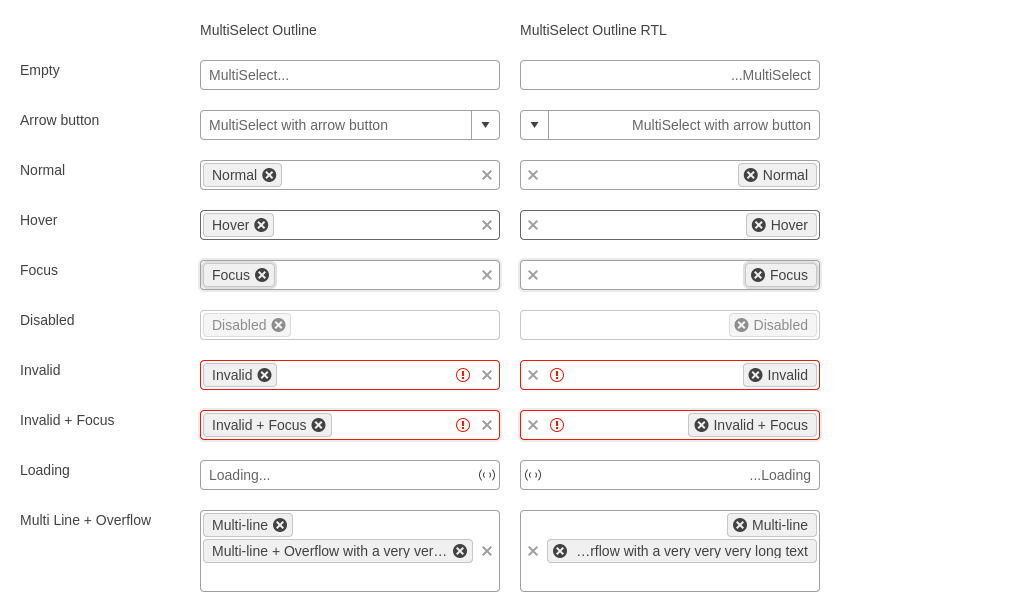 MultiSelect Outline MultiSelect Outline RTL
Empty MultiSelect... ...MultiSelect
Arrow button MultiSelect with arrow button MultiSelect with arrow button
Normal Normal Normal
Hover Hover Hover
Focus Focus Focus
Disabled Disabled Disabled
Invalid Invalid Invalid
Invalid + Focus Invalid + Focus Invalid + Focus
Loading Loading... ...Loading
Multi Line + Overflow Multi-line Multi-line
Multi-line + Overflow with a very ver… …rflow with a very very very long text